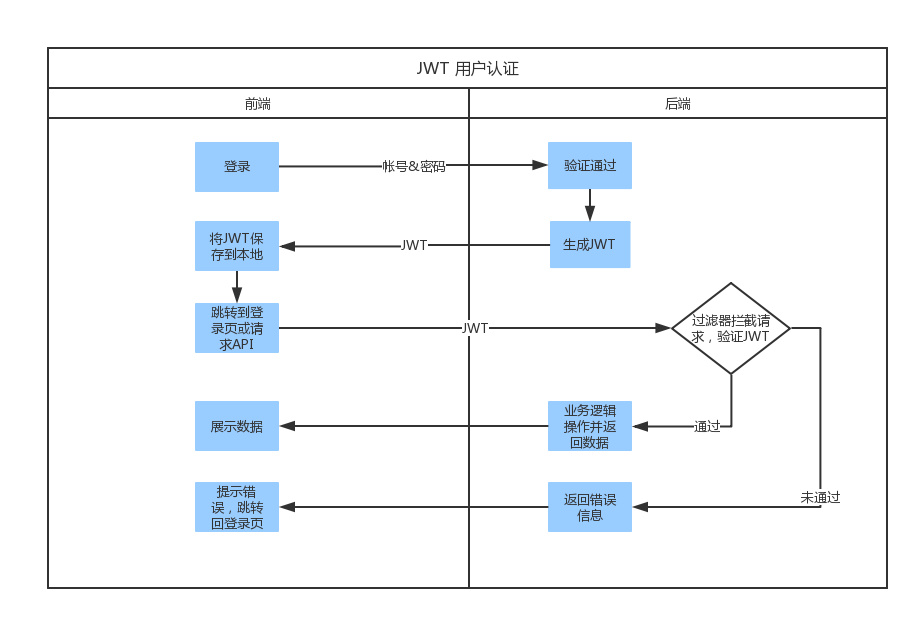 JWT 用户认证
前端
后端
登录
帐号&密码
验证通过
将JWT保
存到本地
JWT
生成JWT
跳转到登
录页或请
求API
JWT
过滤器拦截请
求，验证JWT
展示数据
业务逻辑
操作并返
回数据
通过
提示错
误，跳转
回登录页
返回错误
信息
未通过